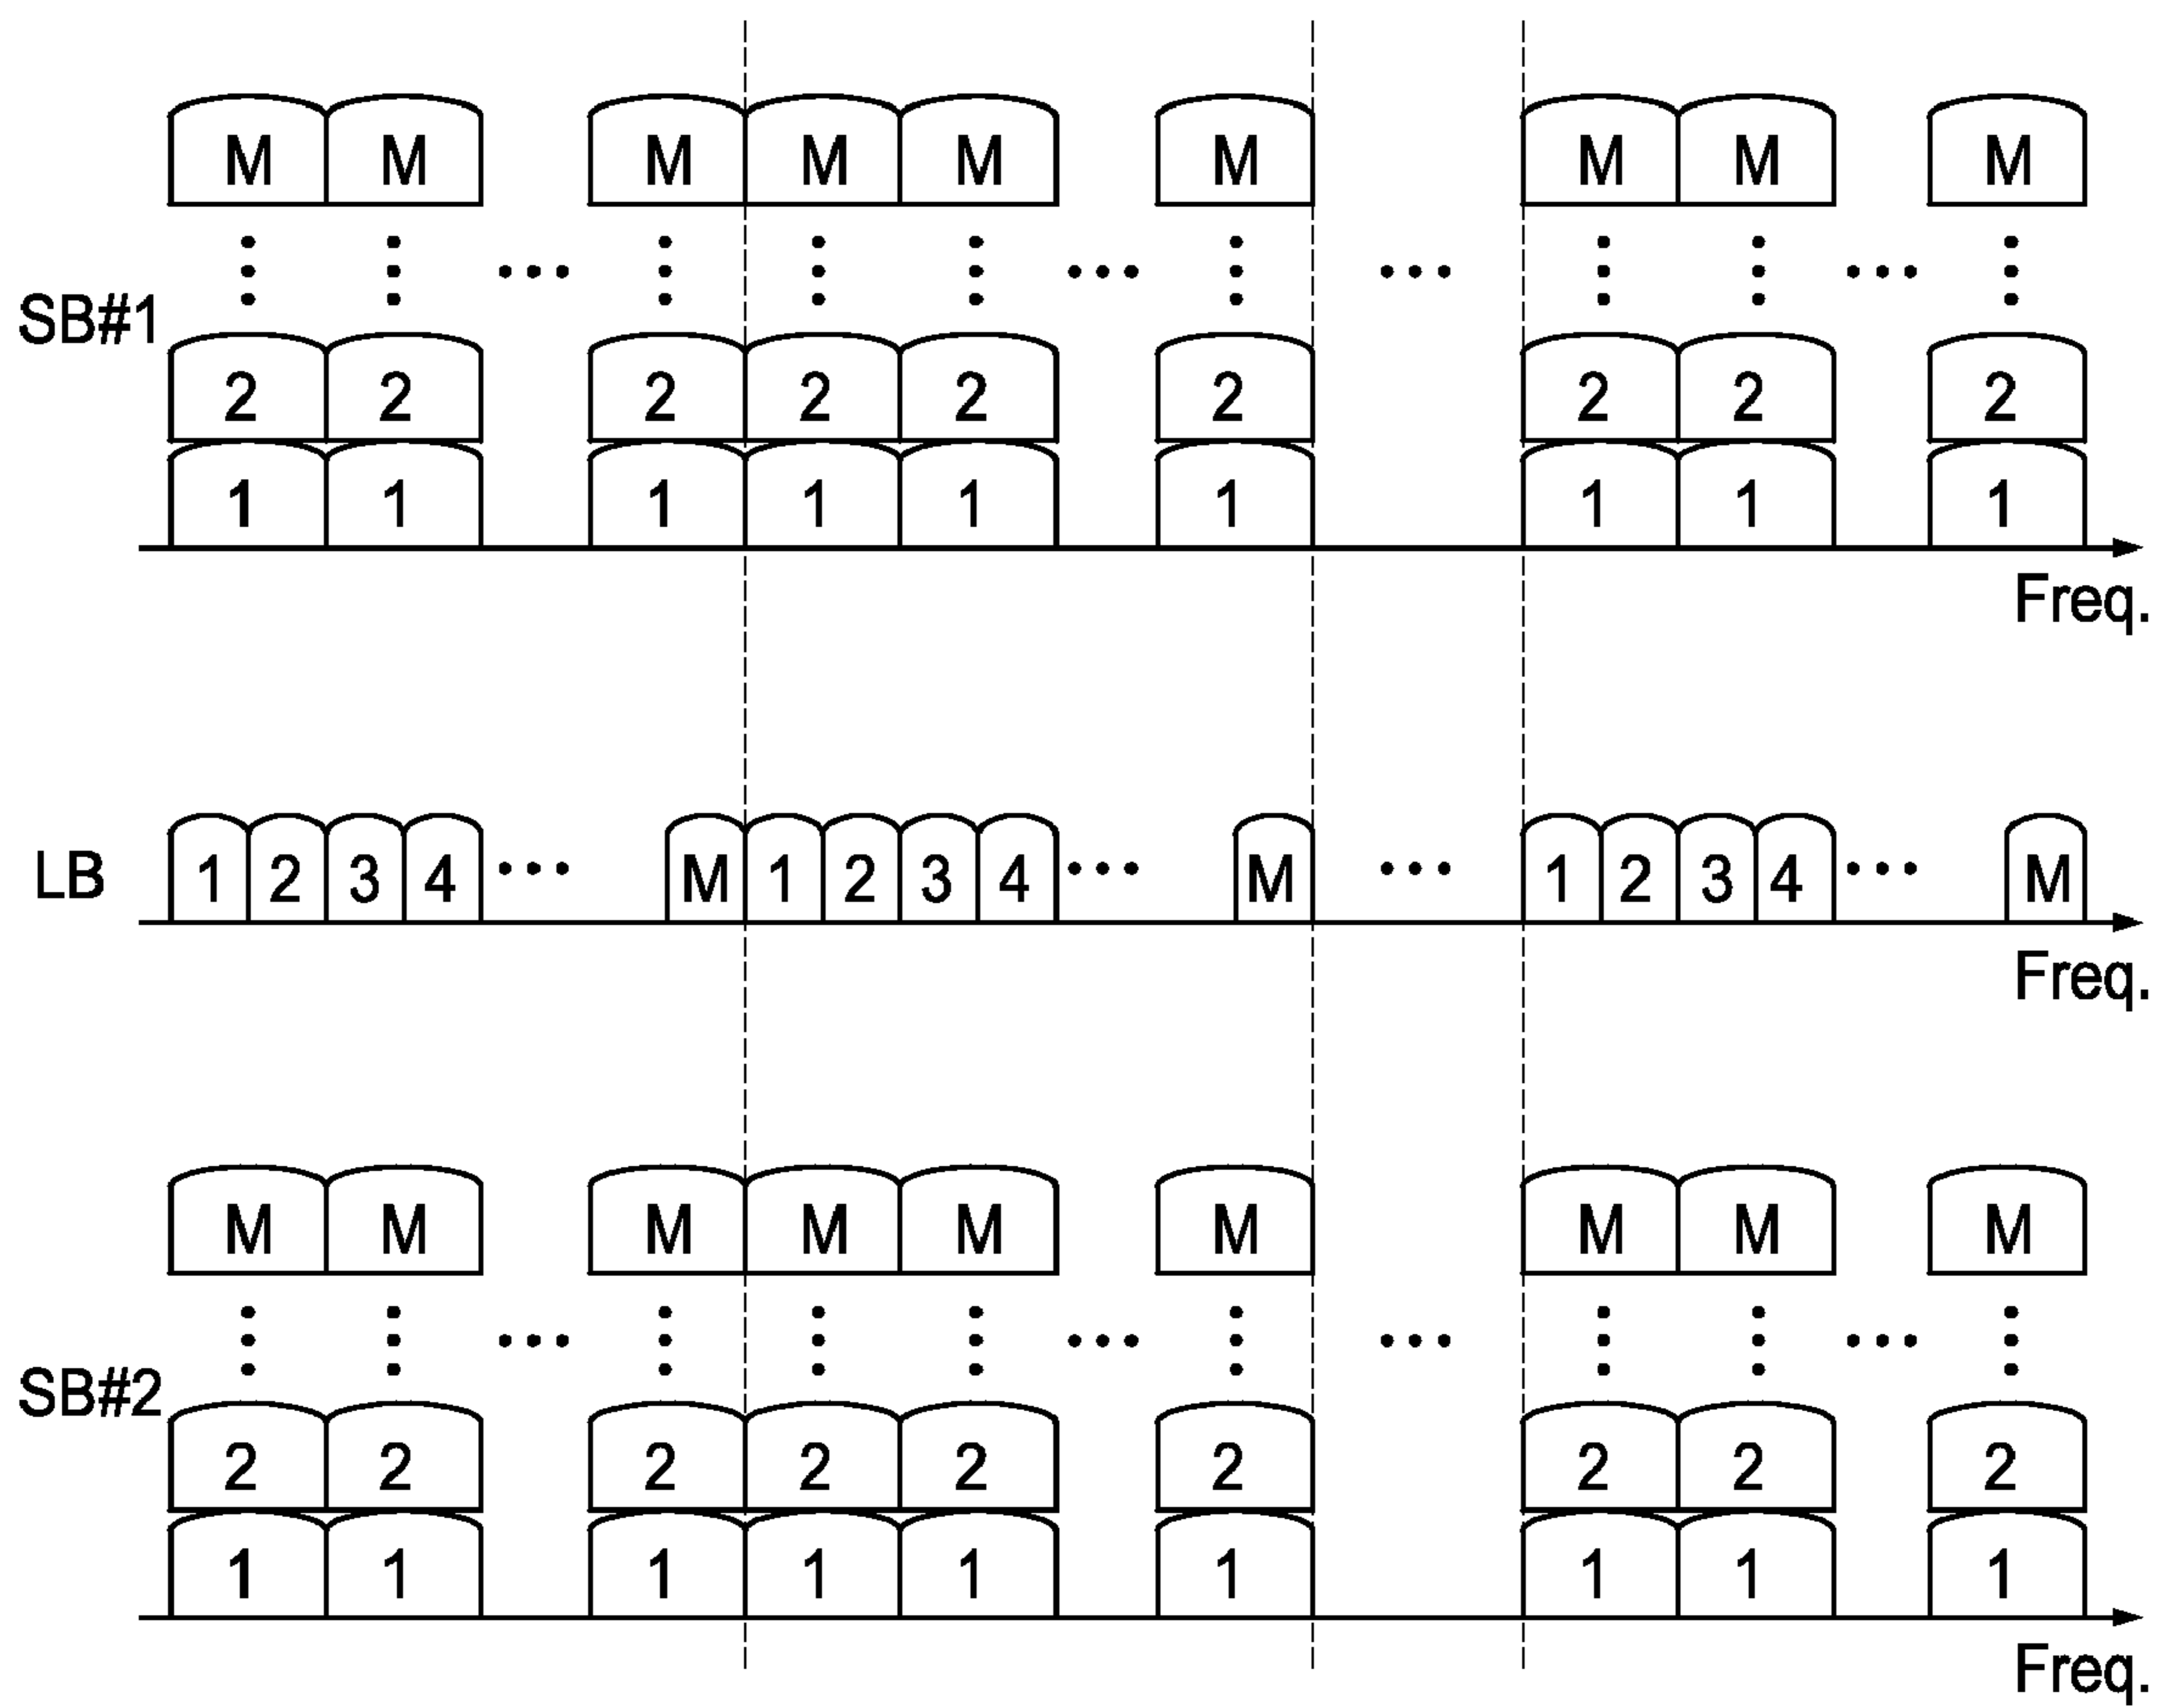 M M ... M M M ... M ... M M ... M
SB#1
2 2 2 2 2 2 2 2 2
1 1 1 1 1 1 1 1 1
Freq.
LB 1 2 3 4 ... M 1 2 3 4 ... M ... 1 2 3 4 ... M
Freq.
M M M M M M M M M
SB#2
2 2 2 2 2 2 2 2 2
1 1 1 1 1 1 1 1 1
Freq.